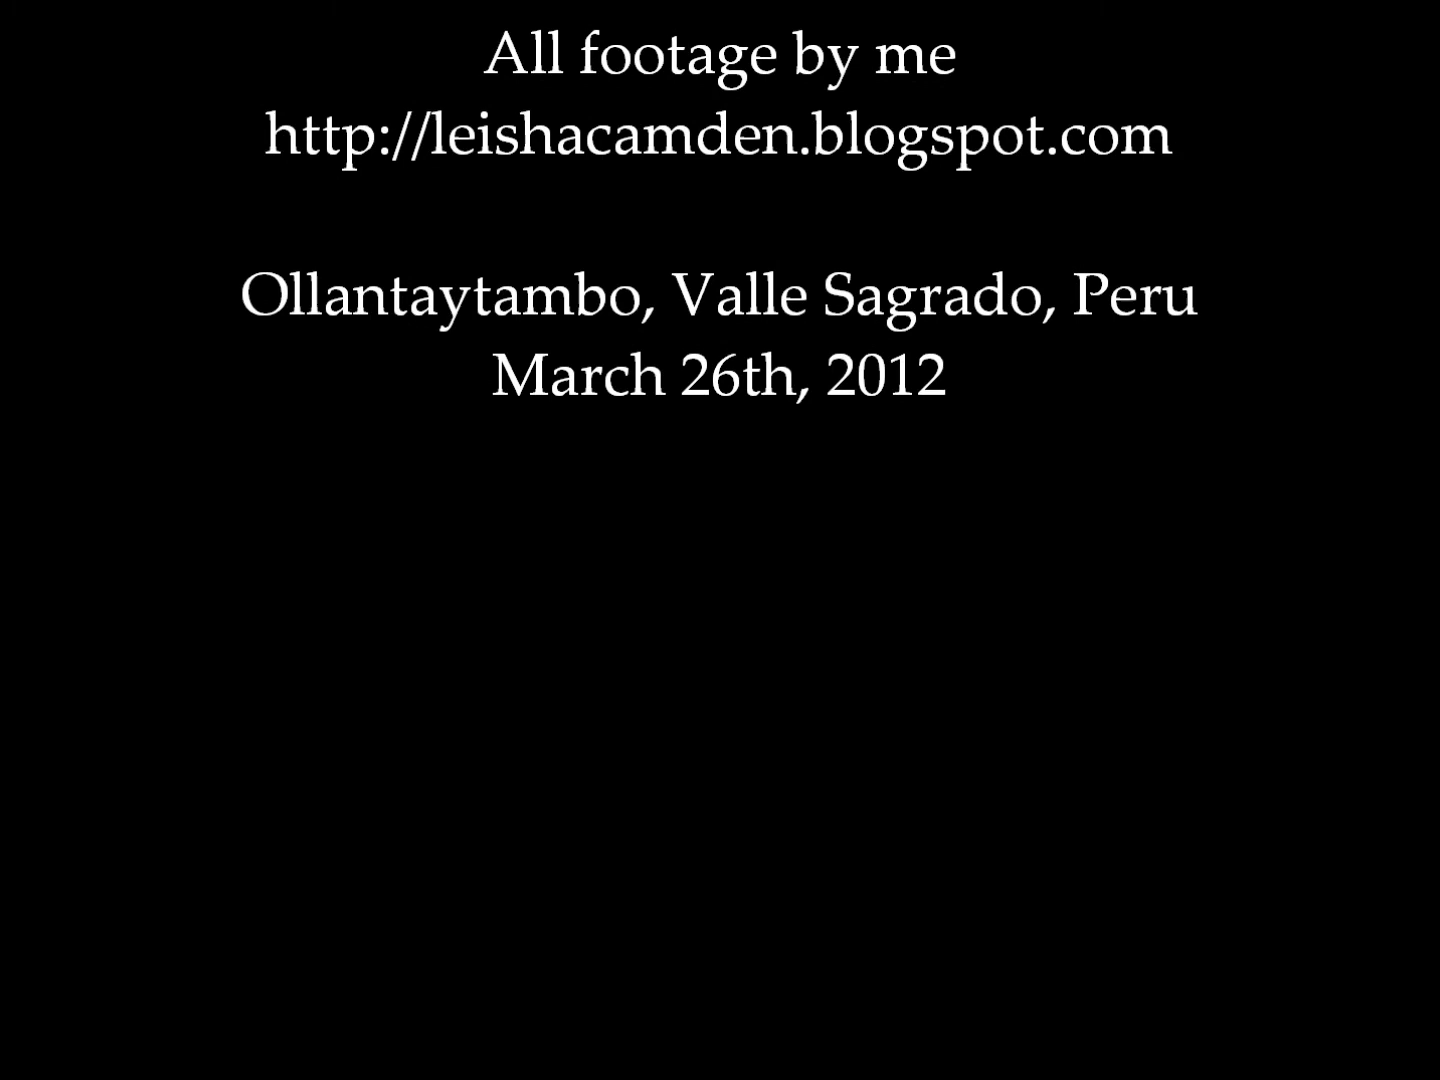 All footage by me
http://leishacamden.blogspot.com
Ollantaytambo, Valle Sagrado, Peru
March 26th, 2012